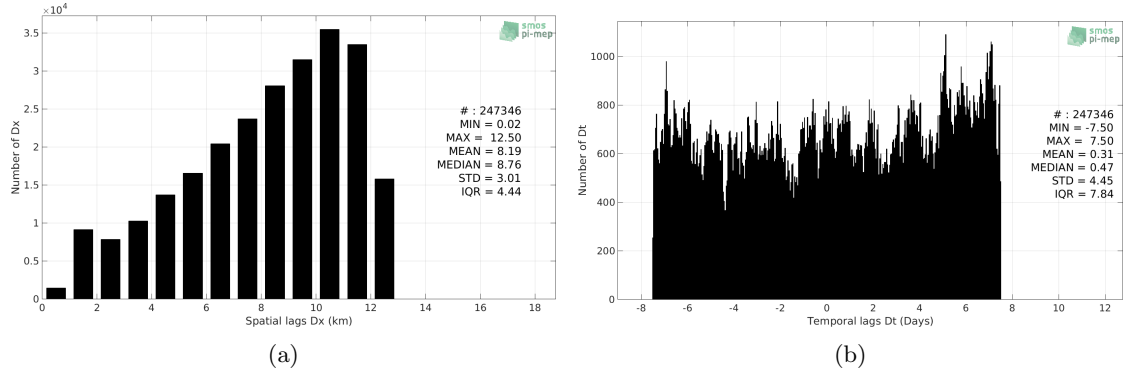 ×10⁴
3.5
3
2.5
2
1.5
1
0.5
0
0 2 4 6 8 10 12 14 16 18
Number of Dx
Spatial lags Dx (km)
smos
pi-mep
# : 247346
MIN = 0.02
MAX = 12.50
MEAN = 8.19
MEDIAN = 8.76
STD = 3.01
IQR = 4.44
(a)
1000
800
600
400
200
0
-8 -6 -4 -2 0 2 4 6 8 10 12
Number of Dt
Temporal lags Dt (Days)
smos
pi-mep
# : 247346
MIN = -7.50
MAX = 7.50
MEAN = 0.31
MEDIAN = 0.47
STD = 4.45
IQR = 7.84
(b)